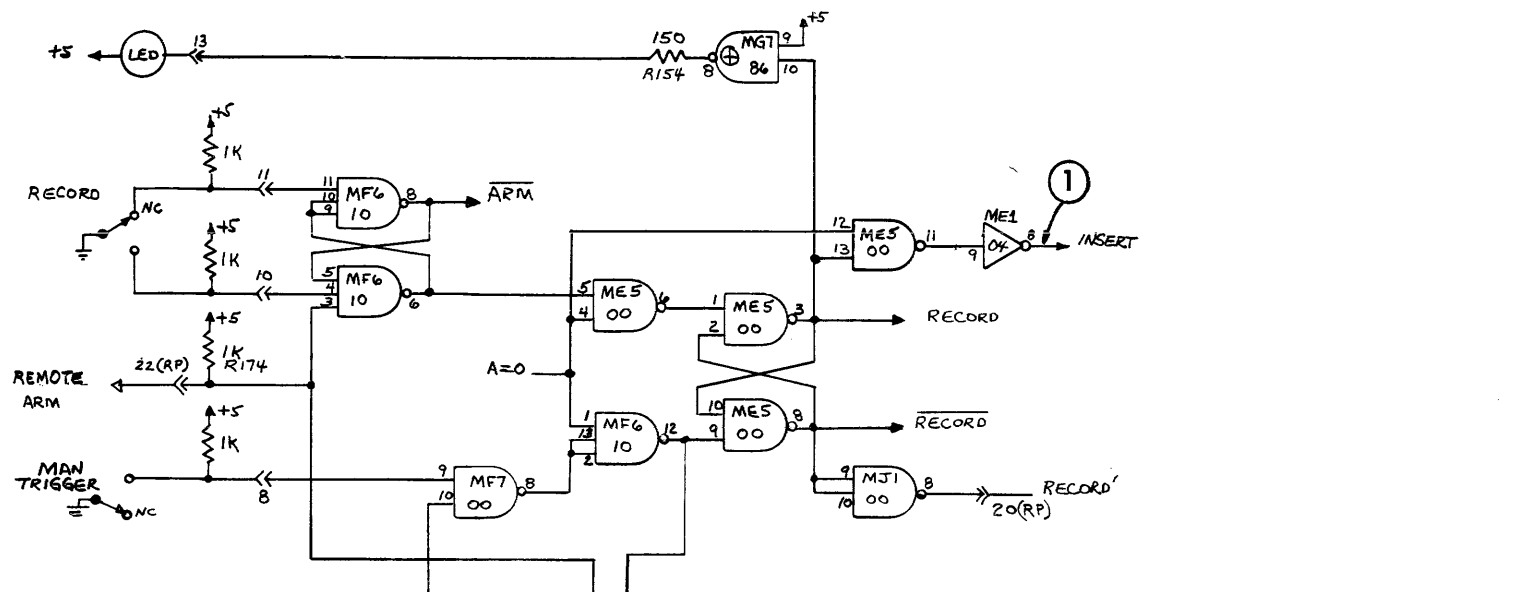 +5
LED
13
150
R154
8
MG7
86
9
10
+5
+5
1K
RECORD
NC
11
11
10
9
MF6
10
8
ARM
+5
1K
10
5
4
3
MF6
10
6
+5
1K
R174
22(RP)
REMOTE
ARM
+5
1K
MAN
TRIGGER
NC
8
9
10
MF7
00
8
A=0
5
4
ME5
00
6
1
2
ME5
00
3
RECORD
12
13
ME5
00
11
9
ME1
04
8
1
INSERT
1
13
2
MF6
10
12
10
9
ME5
00
8
RECORD
9
10
MJ1
00
8
20(RP)
RECORD'